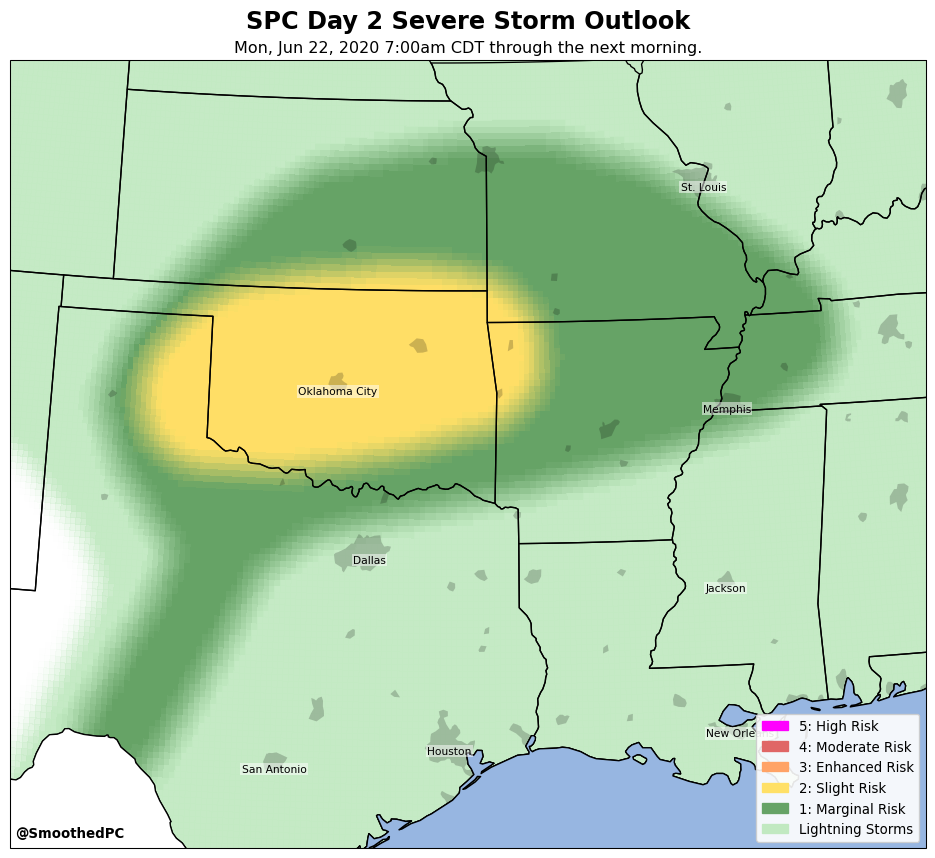 SPC Day 2 Severe Storm Outlook
Mon, Jun 22, 2020 7:00am CDT through the next morning.
St. Louis
Oklahoma City
Memphis
Dallas
Jackson
New Orle
Houston
San Antonio
5: High Risk
4: Moderate Risk
3: Enhanced Risk
2: Slight Risk
1: Marginal Risk
Lightning Storms
@SmoothedPC